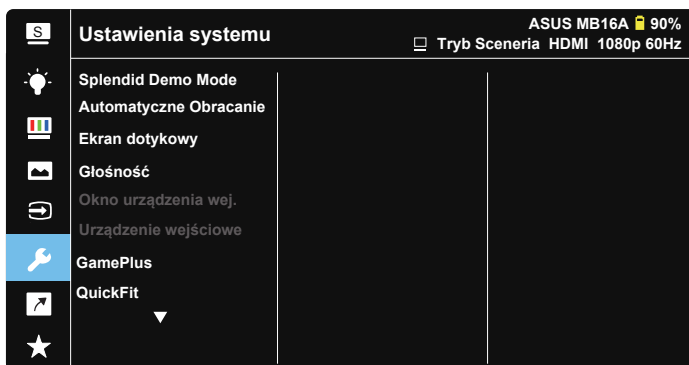 S
Ustawienia systemu
ASUS MB16A 90%
Tryb Sceneria HDMI 1080p 60Hz
Splendid Demo Mode
Automatyczne Obracanie
Ekran dotykowy
Głośność
Okno urządzenia wej.
Urządzenie wejściowe
GamePlus
QuickFit